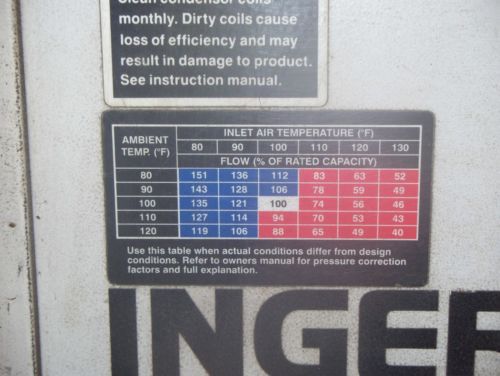 Clean condenser coils
monthly. Dirty coils cause
loss of efficiency and may
result in damage to product.
See instruction manual.
AMBIENT TEMP. (°F) INLET AIR TEMPERATURE (°F)
80 90 100 110 120 130
FLOW (% OF RATED CAPACITY)
80 151 136 112 83 63 52
90 143 128 106 78 59 49
100 135 121 100 74 56 46
110 127 114 94 70 53 43
120 119 106 88 65 49 40
Use this table when actual conditions differ from design
conditions. Refer to owners manual for pressure correction
factors and full explanation.
INGER